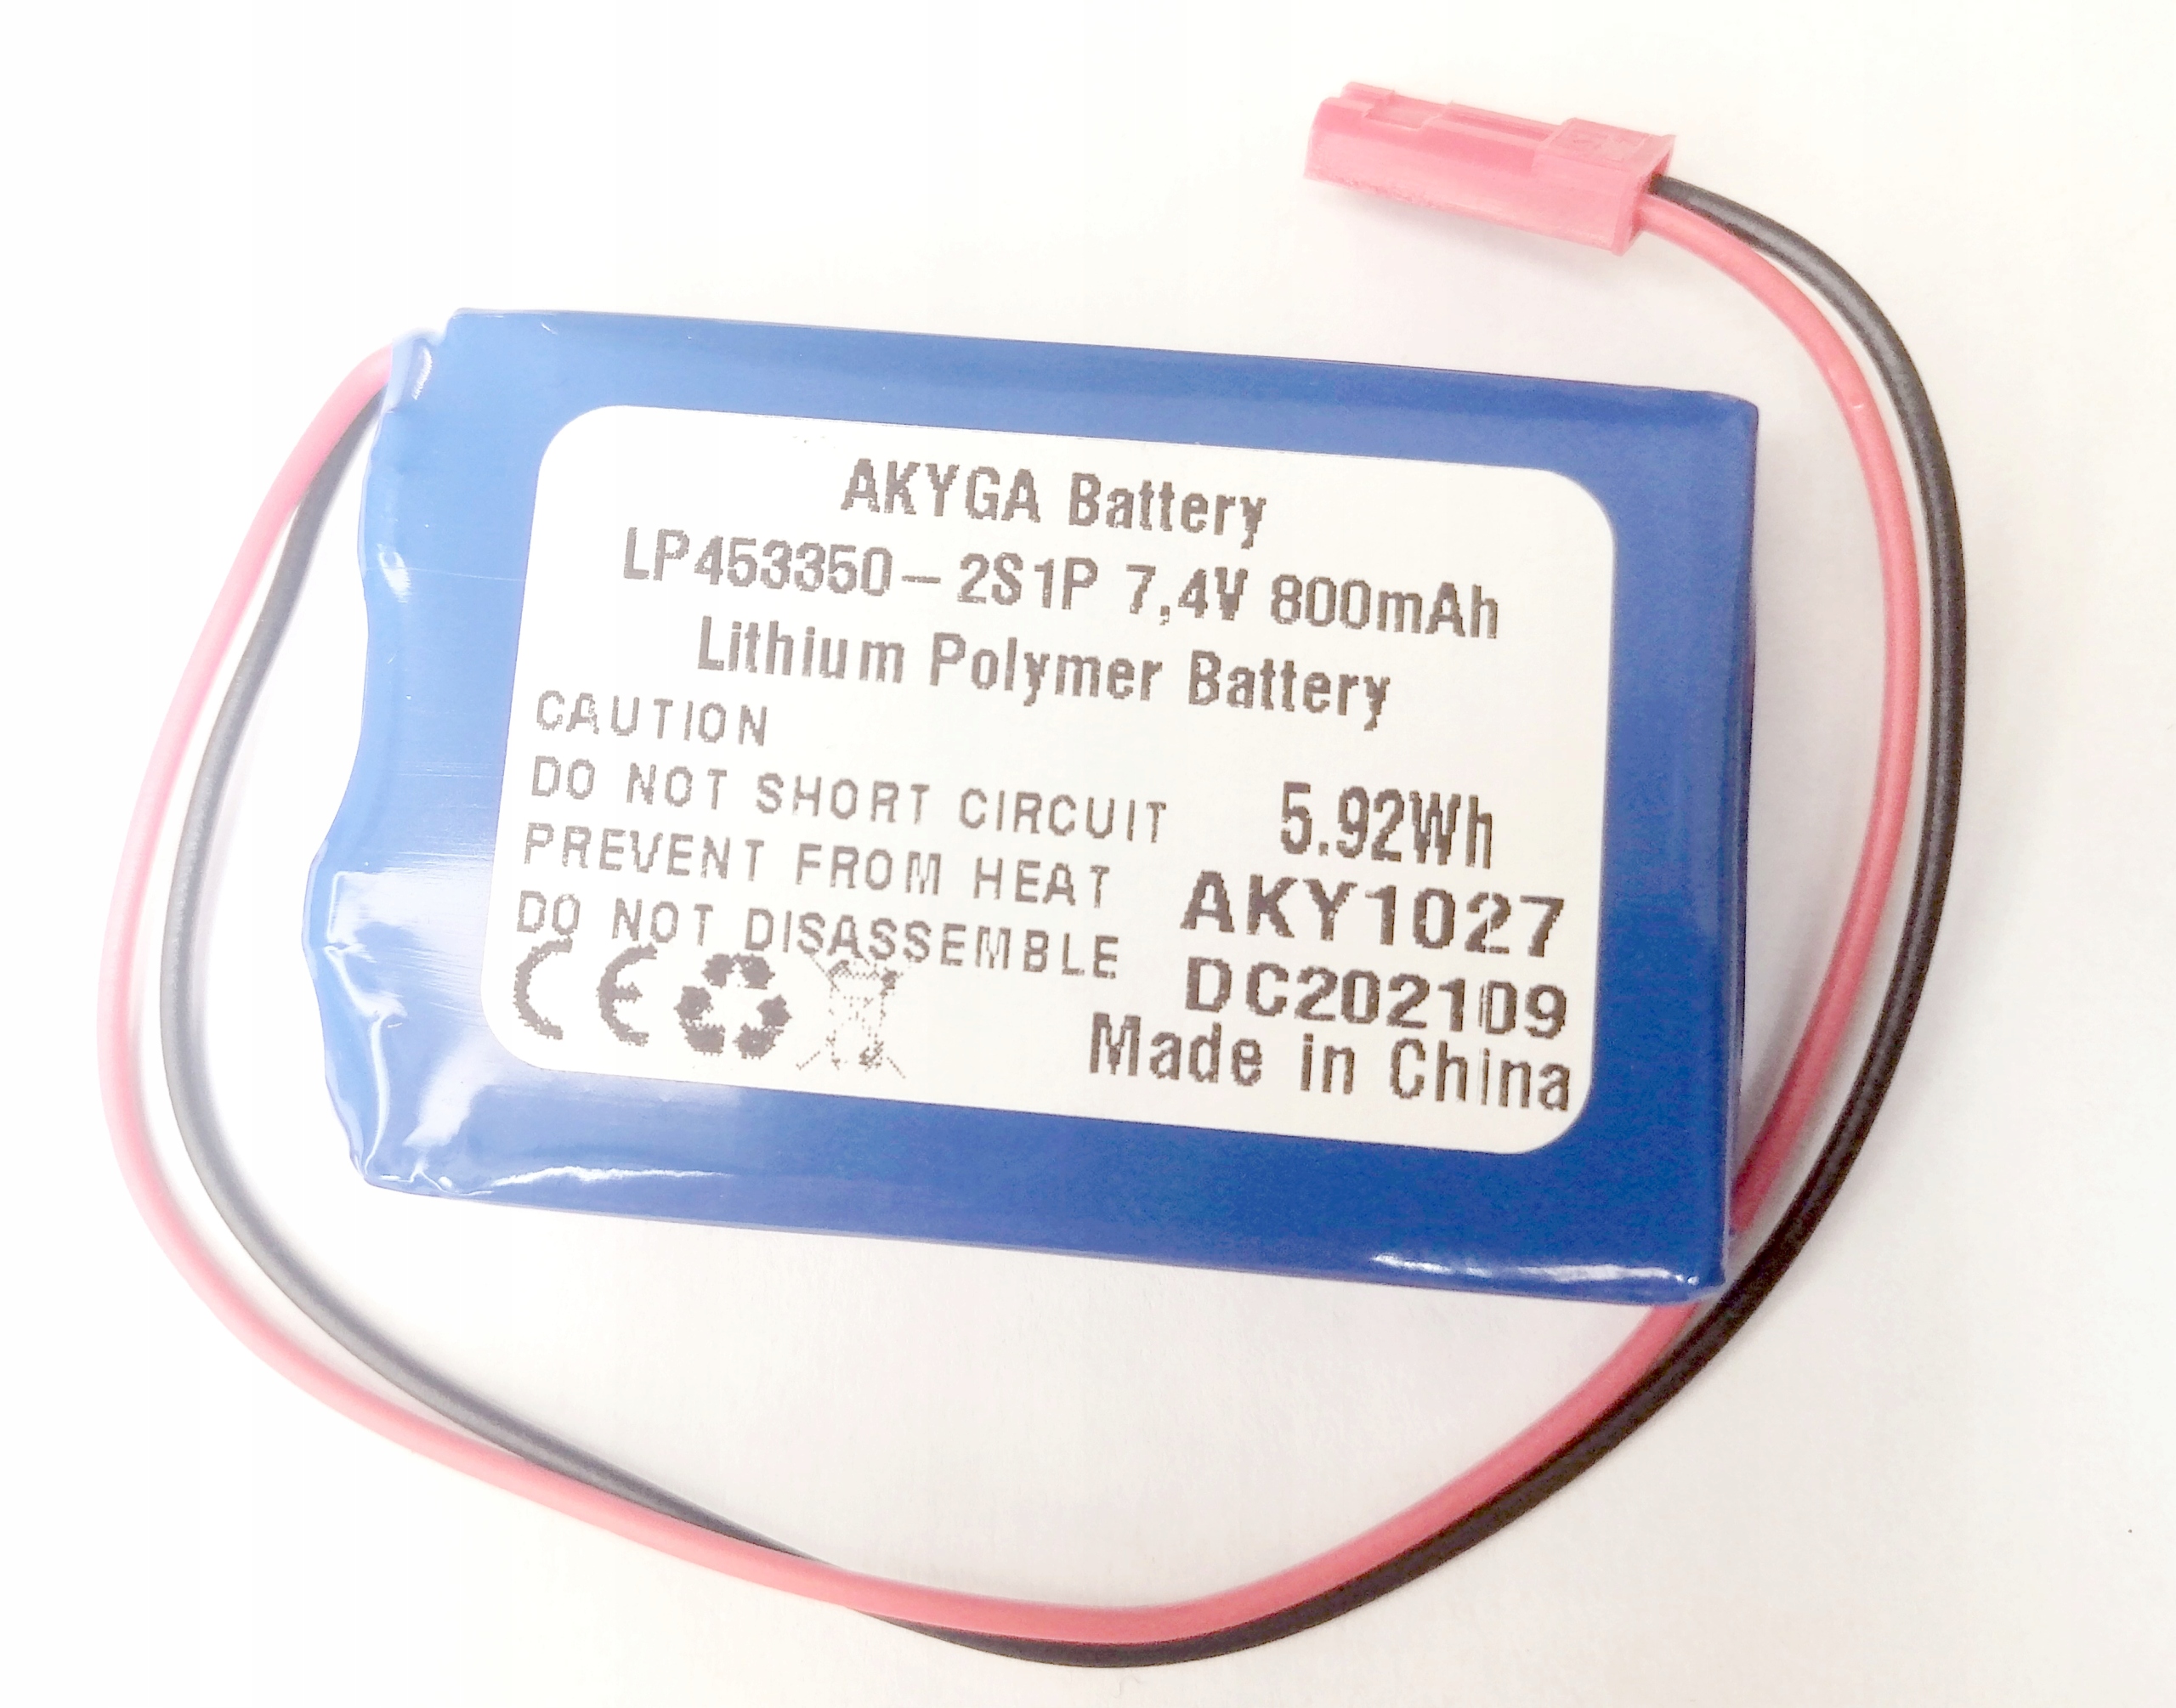 AKYGA Battery
LP453350-2S1P 7,4V 800mAh
Lithium Polymer Battery
CAUTION
DO NOT SHORT CIRCUIT
PREVENT FROM HEAT
DO NOT DISASSEMBLE
5.92Wh
AKY1027
DC202109
Made in China
CE